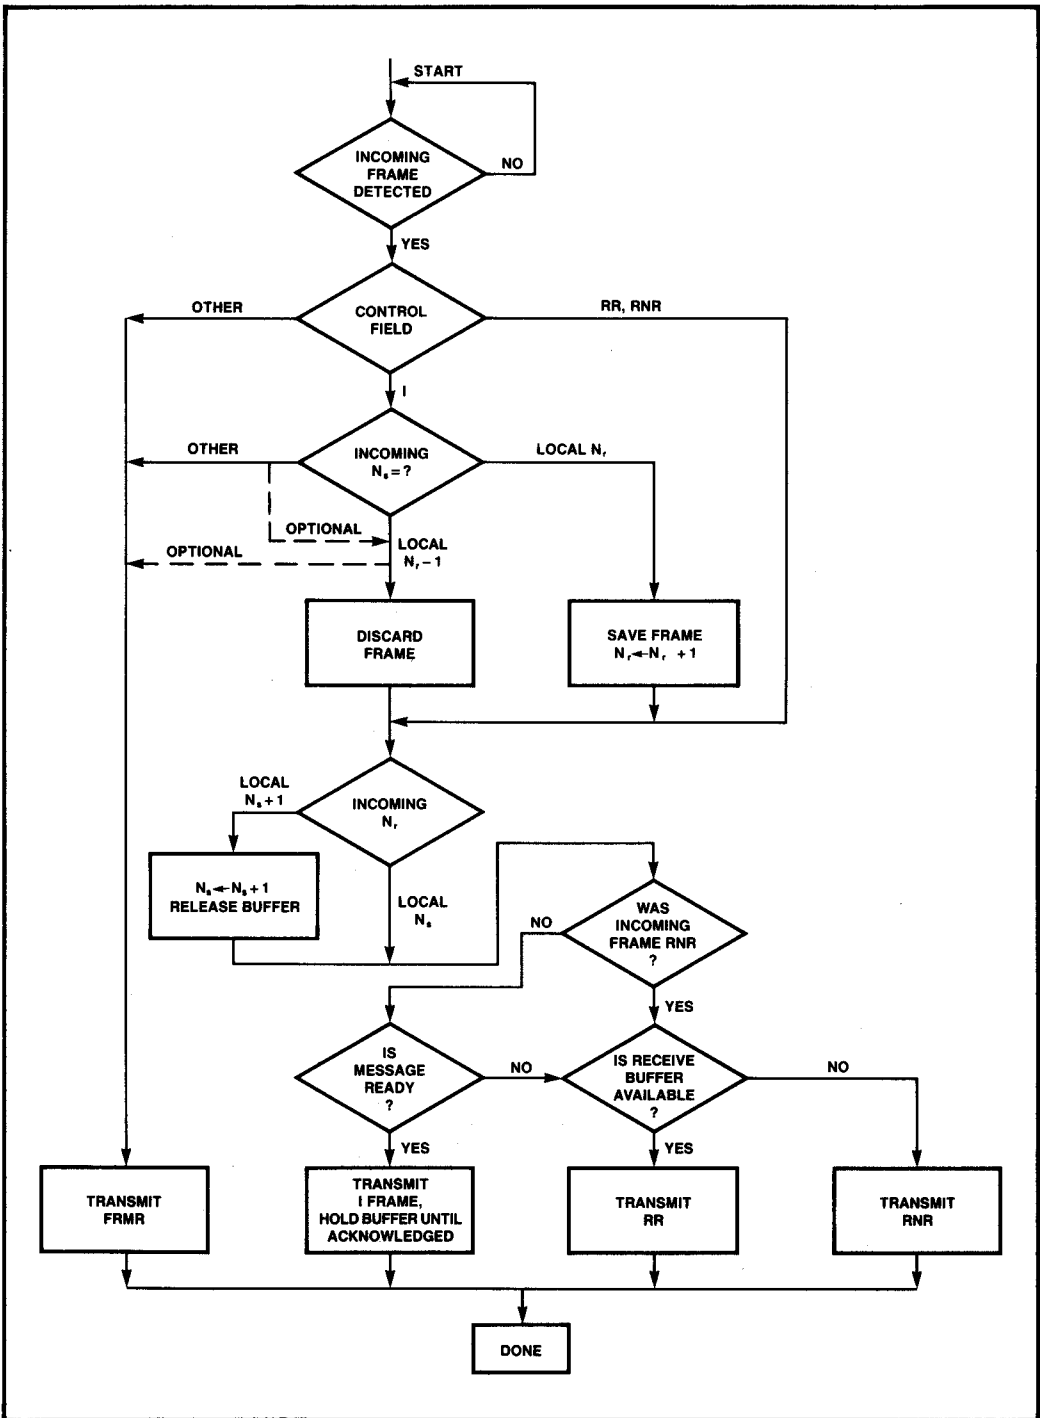 START
INCOMING
FRAME
DETECTED
NO
YES
OTHER
CONTROL
FIELD
RR, RNR
I
OTHER
INCOMING
Nₛ = ?
LOCAL Nᵣ
OPTIONAL
OPTIONAL
LOCAL
Nᵣ – 1
DISCARD
FRAME
SAVE FRAME
Nᵣ ← Nᵣ + 1
LOCAL
Nₛ + 1
INCOMING
Nᵣ
Nₛ ← Nₛ + 1
RELEASE BUFFER
LOCAL
Nₛ
NO
WAS
INCOMING
FRAME RNR
?
YES
IS
MESSAGE
READY
?
NO
IS RECEIVE
BUFFER
AVAILABLE
?
NO
YES
YES
TRANSMIT
FRMR
TRANSMIT
I FRAME,
HOLD BUFFER UNTIL
ACKNOWLEDGED
TRANSMIT
RR
TRANSMIT
RNR
DONE